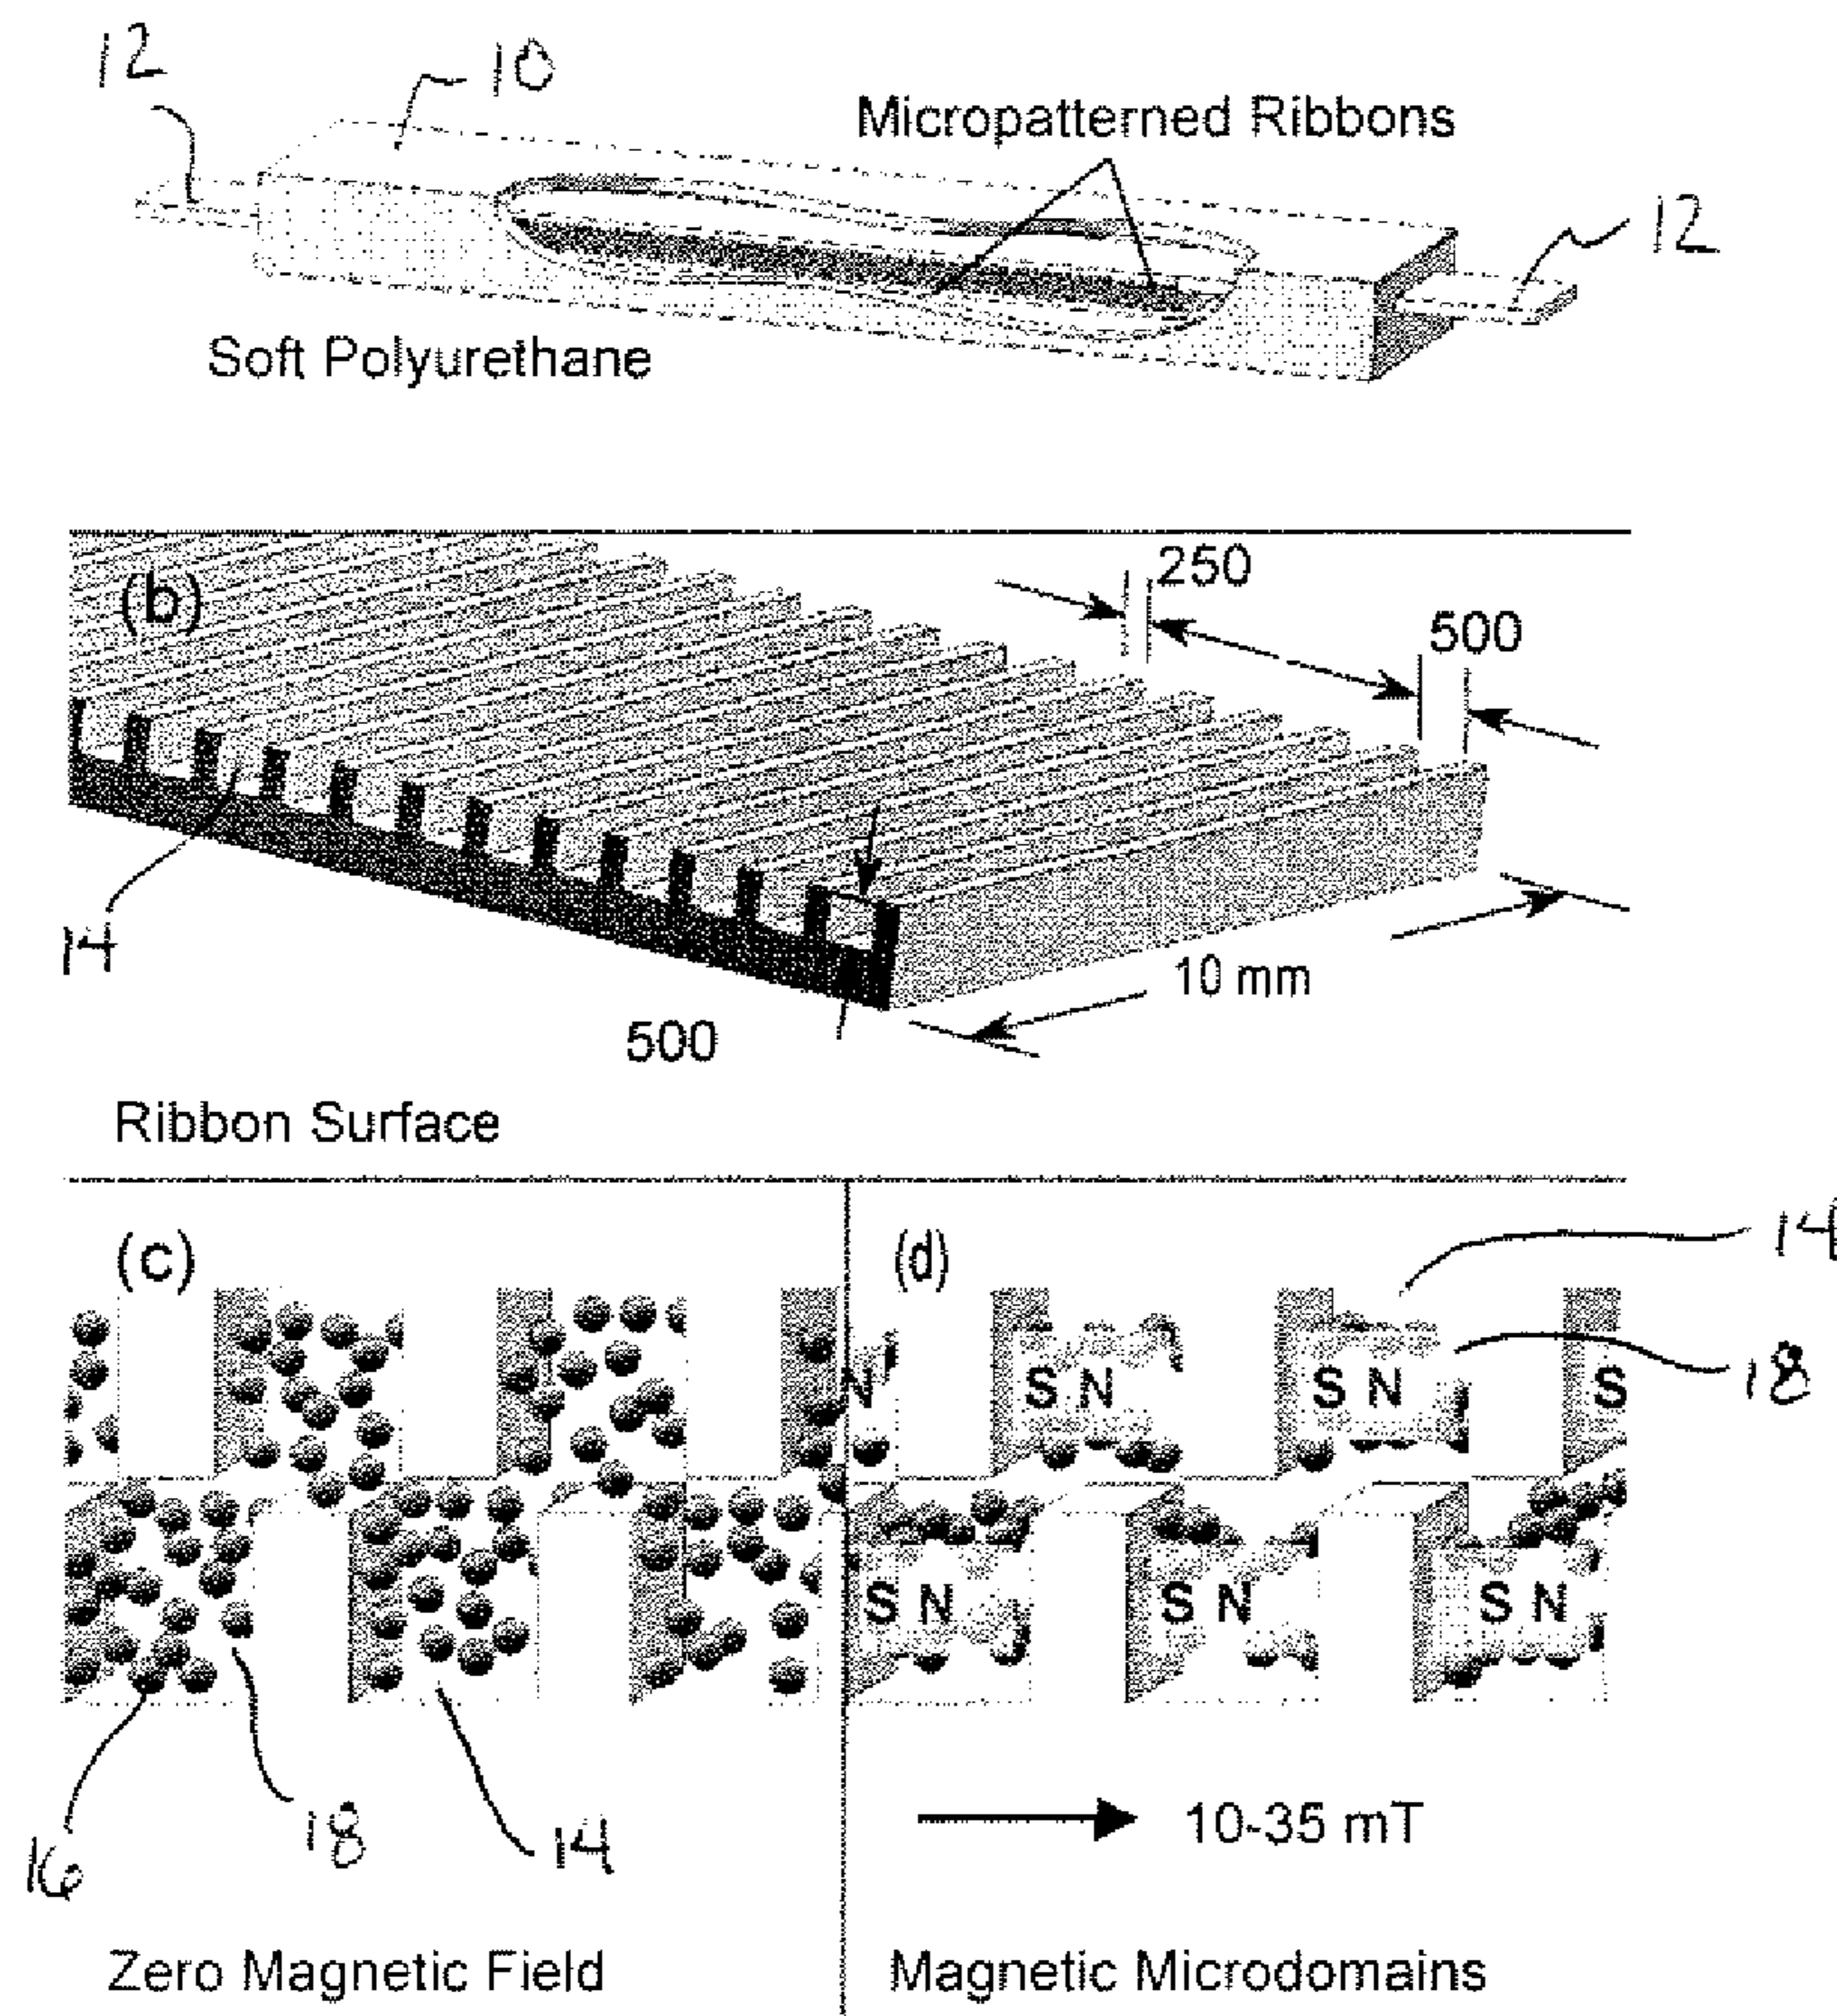 12
10
Micropatterned Ribbons
12
Soft Polyurethane
(b)
250
500
14
10 mm
500
Ribbon Surface
(c)
(d)
14
18
N
S N
S N
S
S N
S N
S N
16
18
14
10-35 mT
Zero Magnetic Field
Magnetic Microdomains